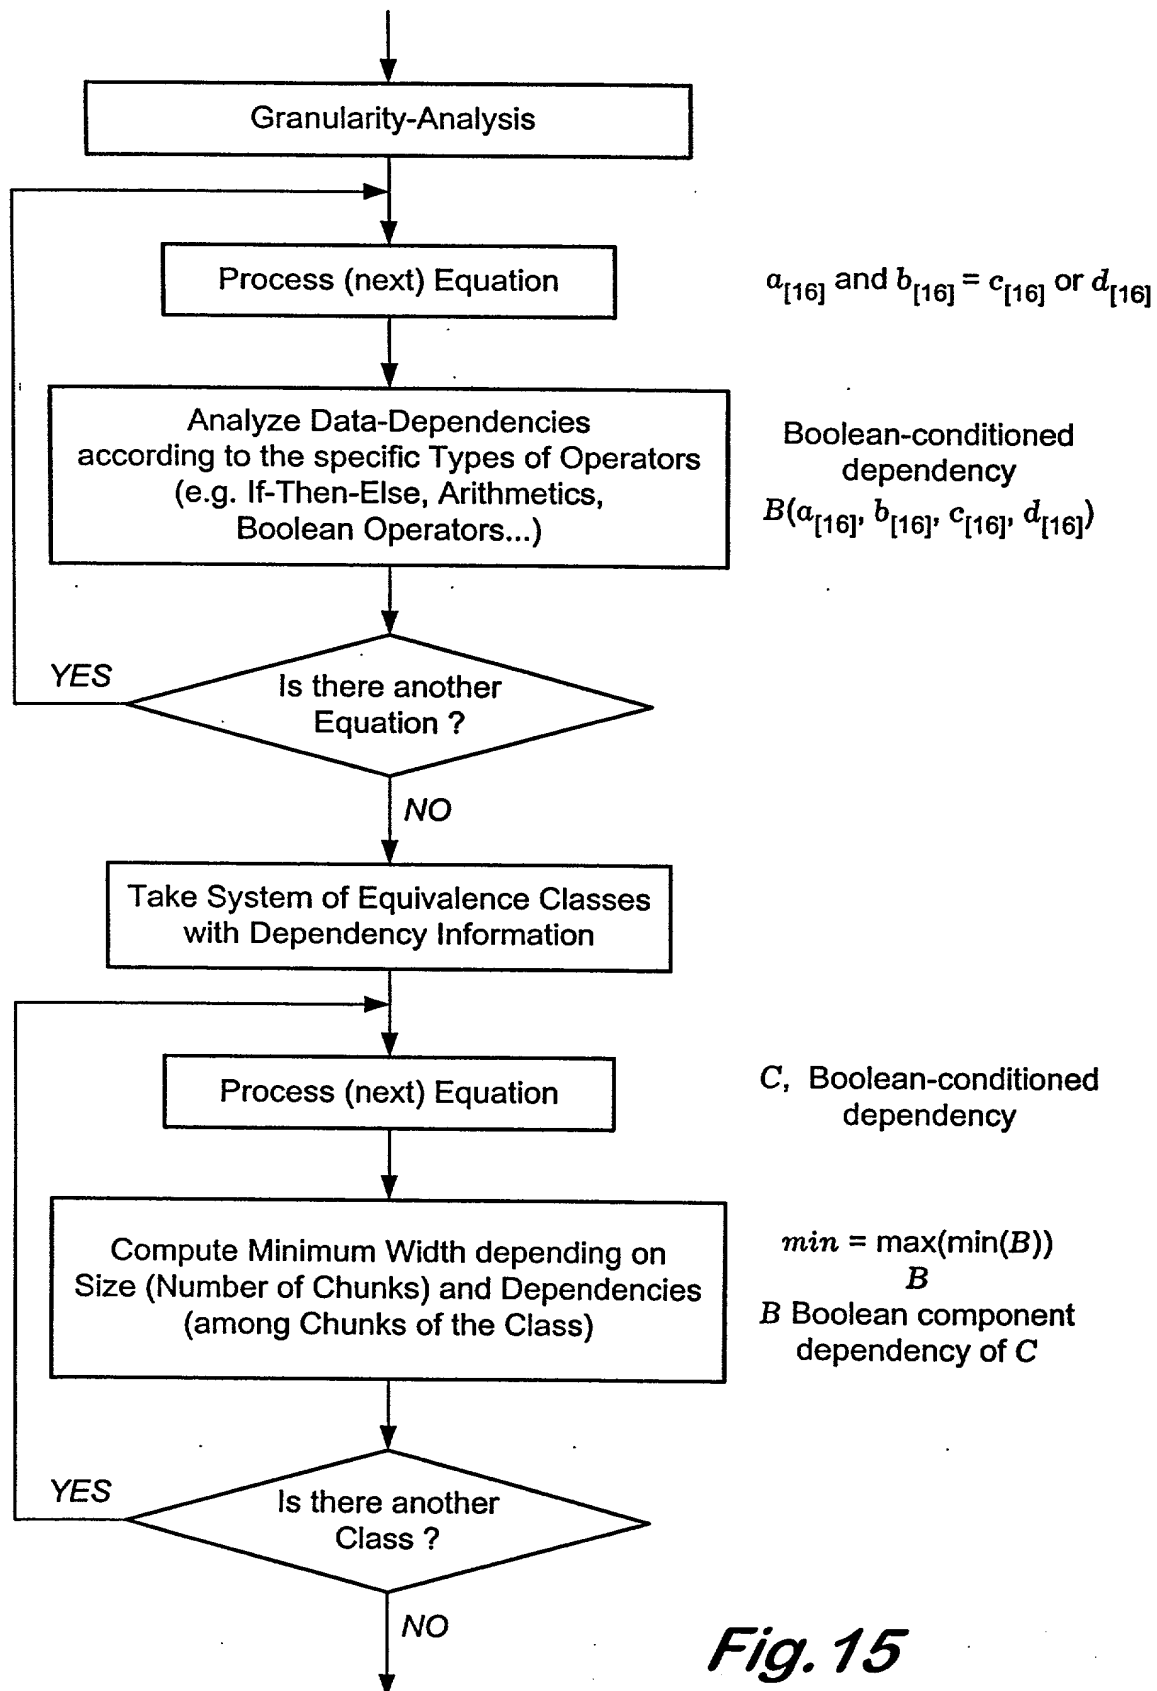 Granularity-Analysis
Process (next) Equation
a[16] and b[16] = c[16] or d[16]
Analyze Data-Dependencies
according to the specific Types of Operators
(e.g. If-Then-Else, Arithmetics,
Boolean Operators...)
Boolean-conditioned
dependency
B(a[16], b[16], c[16], d[16])
YES
Is there another
Equation ?
NO
Take System of Equivalence Classes
with Dependency Information
Process (next) Equation
C, Boolean-conditioned
dependency
Compute Minimum Width depending on
Size (Number of Chunks) and Dependencies
(among Chunks of the Class)
min = max(min(B))
B
B Boolean component
dependency of C
YES
Is there another
Class ?
NO
Fig. 15